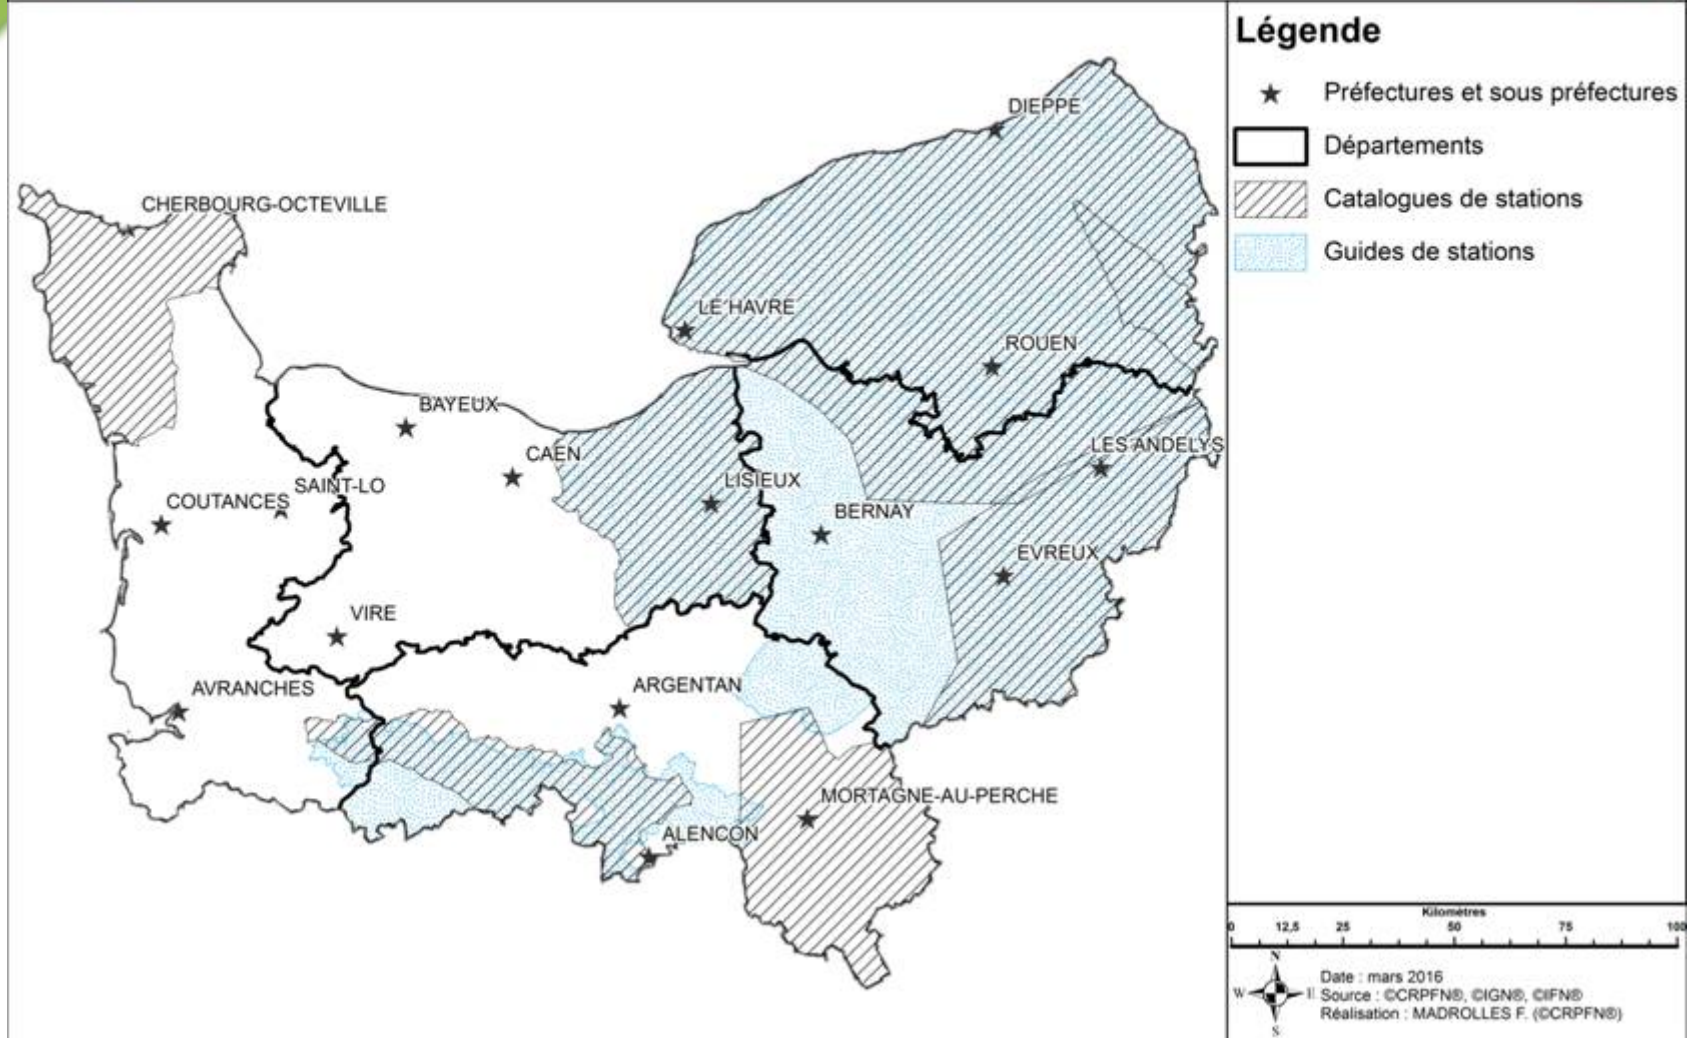 Légende
Préfectures et sous préfectures
Départements
Catalogues de stations
Guides de stations
DIEPPE
CHERBOURG-OCTEVILLE
LE HAVRE
ROUEN
BAYEUX
CAEN
LES ANDELYS
LISIEUX
SAINT-LO
COUTANCES
BERNAY
EVREUX
VIRE
AVRANCHES
ARGENTAN
MORTAGNE-AU-PERCHE
ALENCON
Kilomètres
0 12,5 25 50 75 100
N
W E
S
Date : mars 2016
Source : ©CRPFN®, ©IGN®, ©IFN®
Réalisation : MADROLLES F. (©CRPFN®)